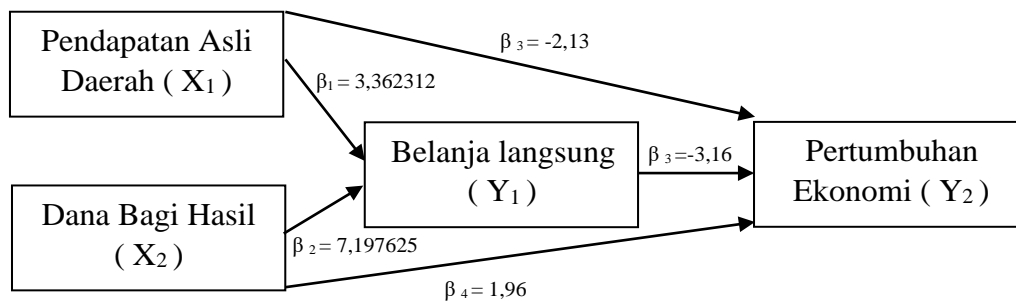 Pendapatan Asli
Daerah ( X₁ )
β ₃ = -2,13
β₁ = 3,362312
Belanja langsung
( Y₁ )
β ₃ =-3,16
Pertumbuhan
Ekonomi ( Y₂ )
Dana Bagi Hasil
( X₂ )
β ₂ = 7,197625
β ₄ = 1,96